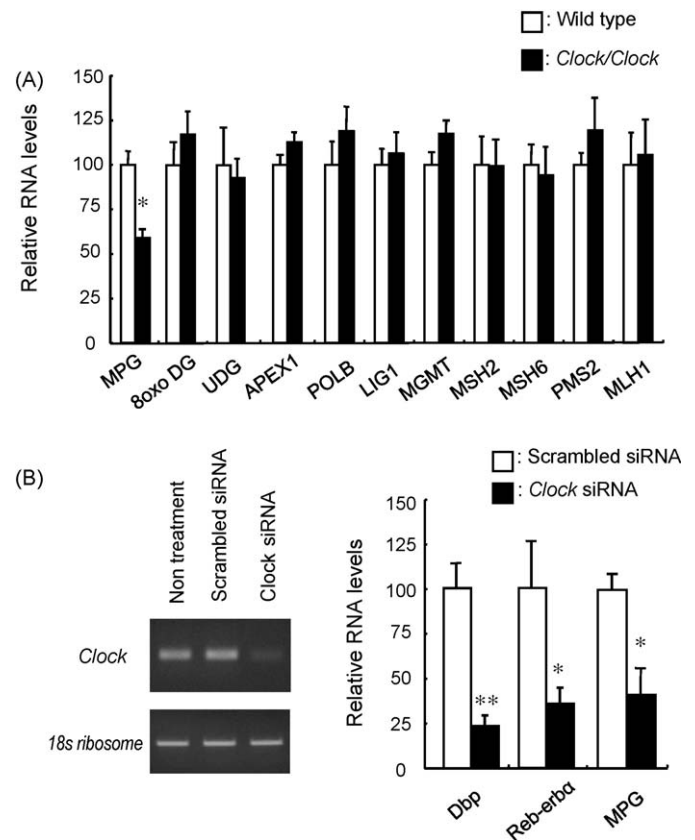 □: Wild type
■: Clock/Clock
(A)
Relative RNA levels
150
125
100
75
50
25
0
*
MPG
8oxo DG
UDG
APEX1
POLB
LIG1
MGMT
MSH2
MSH6
PMS2
MLH1
(B)
Non treatment
Scrambled siRNA
Clock siRNA
Clock
18s ribosome
□: Scrambled siRNA
■: Clock siRNA
Relative RNA levels
150
125
100
75
50
25
0
**
*
*
Dbp
Reb-erbα
MPG